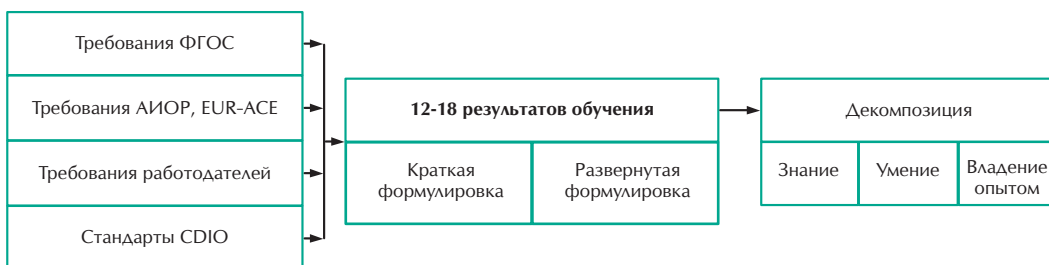 Требования ФГОС
Требования АИОР, EUR-ACE
Требования работодателей
Стандарты CDIO
12-18 результатов обучения
Краткая
формулировка
Развернутая
формулировка
Декомпозиция
Знание
Умение
Владение
опытом